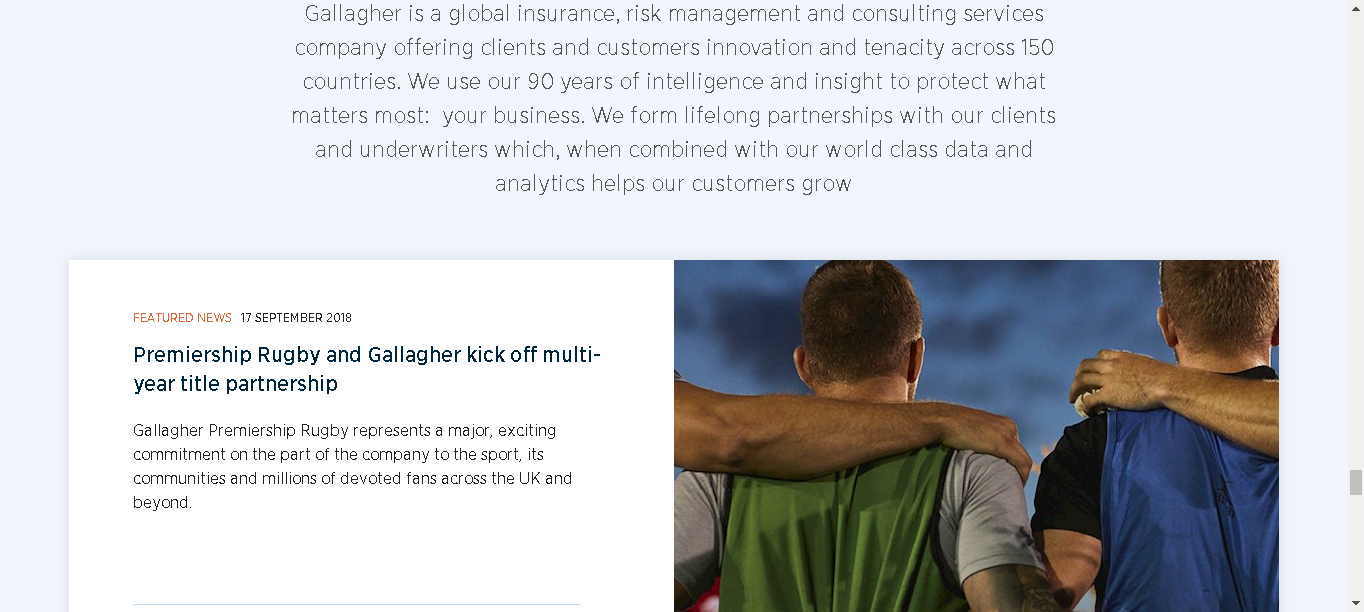 Gallagher is a global insurance, risk management and consulting services
company offering clients and customers innovation and tenacity across 150
countries. We use our 90 years of intelligence and insight to protect what
matters most:  your business. We form lifelong partnerships with our clients
and underwriters which, when combined with our world class data and
analytics helps our customers grow
FEATURED NEWS 17 SEPTEMBER 2018
Premiership Rugby and Gallagher kick off multi-
year title partnership
Gallagher Premiership Rugby represents a major, exciting
commitment on the part of the company to the sport, its
communities and millions of devoted fans across the UK and
beyond.